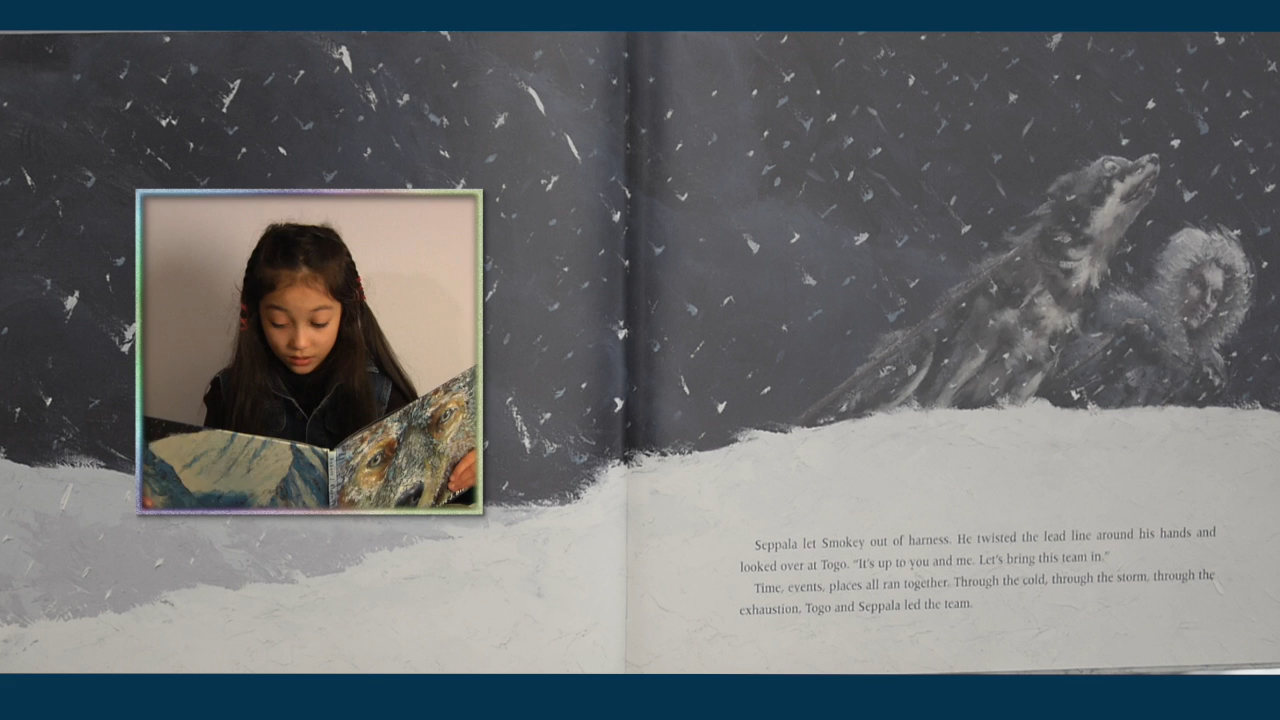 Seppala let Smokey out of harness. He twisted the lead line around his hands and
looked over at Togo. "It's up to you and me. Let's bring this team in."
Time, events, places all ran together. Through the cold, through the storm, through the
exhaustion, Togo and Seppala led the team.